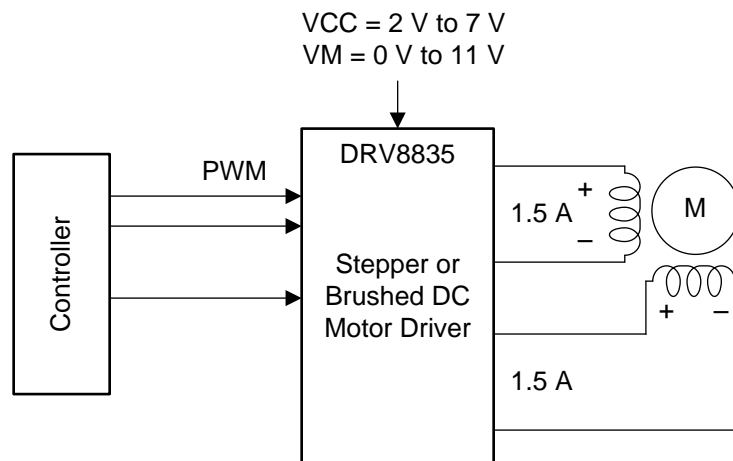 VCC = 2 V to 7 V
VM = 0 V to 11 V
DRV8835
PWM
Controller
Stepper or
Brushed DC
Motor Driver
+
1.5 A
–
M
+ –
1.5 A